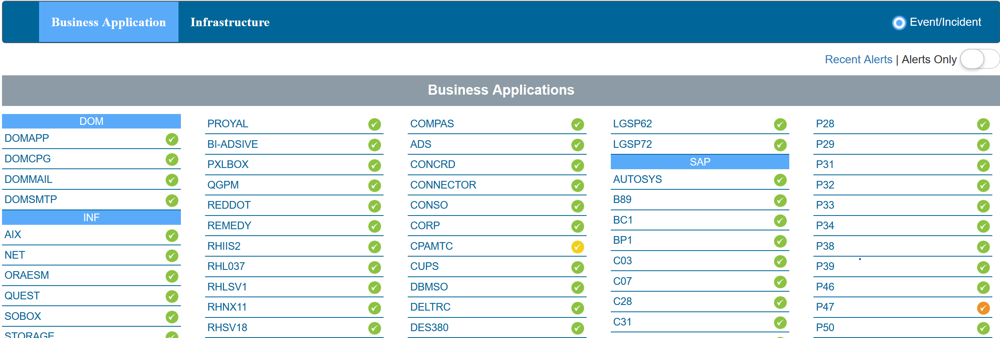 Business Application
Infrastructure
Event/Incident
Recent Alerts | Alerts Only
Business Applications
DOM
DOMAPP
DOMCPG
DOMMAIL
DOMSMTP
INF
AIX
NET
ORAESM
QUEST
SOBOX
STORAGE
PROYAL
BI-ADSIVE
PXLBOX
QGPM
REDDOT
REMEDY
RHIIS2
RHL037
RHLSV1
RHNX11
RHSV18
COMPAS
ADS
CONCRD
CONNECTOR
CONSO
CORP
CPAMTC
CUPS
DBMSO
DELTRC
DES380
LGSP62
LGSP72
SAP
AUTOSYS
B89
BC1
BP1
C03
C07
C28
C31
P28
P29
P31
P32
P33
P34
P38
P39
P46
P47
P50